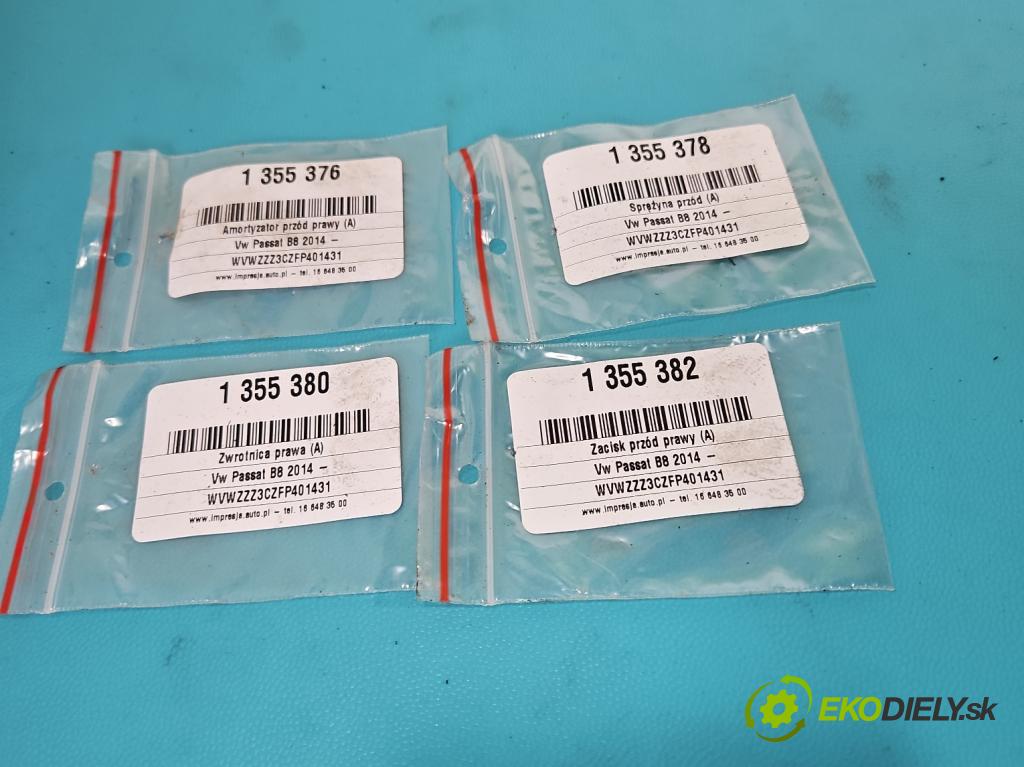 1 355 376
Amortyzator przód prawy (A)
Vw Passat B8 2014 –
WVWZZZ3CZFP401431
www.impresja.auto.pl – tel. 16 648 35 00
1 355 378
Sprężyna przód (A)
Vw Passat B8 2014 –
WVWZZZ3CZFP401431
www.impresja.auto.pl – tel. 16 648 35 00
1 355 380
Zwrotnica prawa (A)
Vw Passat B8 2014 –
WVWZZZ3CZFP401431
www.impresja.auto.pl – tel. 16 648 35 00
1 355 382
Zacisk przód prawy (A)
Vw Passat B8 2014 –
WVWZZZ3CZFP401431
www.impresja.auto.pl – tel. 16 648 35 00
EKODIELY.sk